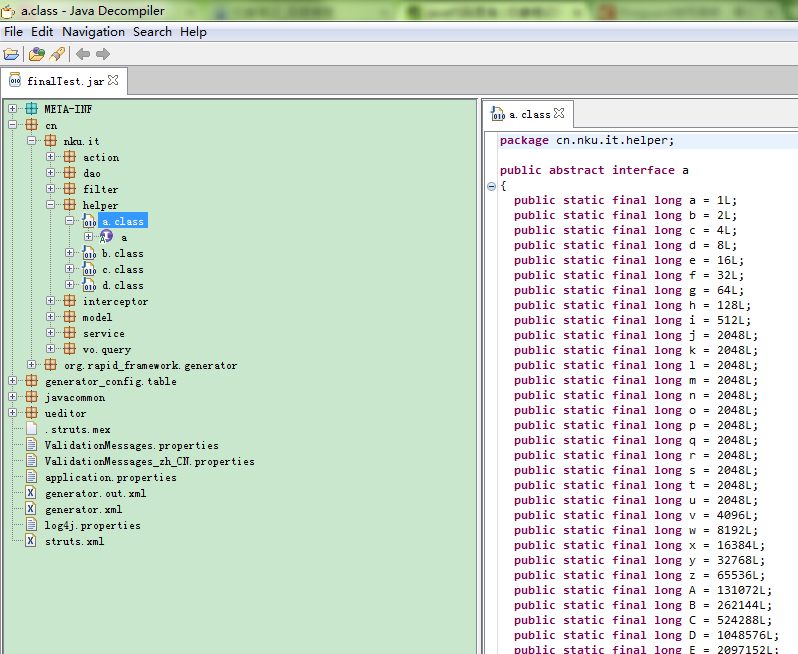 a.class - Java Decompiler
File Edit Navigation Search Help
finalTest.jar
META-INF
cn
nku.it
action
dao
filter
helper
a.class
a
b.class
c.class
d.class
interceptor
model
service
vo.query
org.rapid_framework.generator
generator_config.table
javacommon
ueditor
.struts.mex
ValidationMessages.properties
ValidationMessages_zh_CN.properties
application.properties
generator.out.xml
generator.xml
log4j.properties
struts.xml
a.class
package cn.nku.it.helper;
public abstract interface a
{
public static final long a = 1L;
public static final long b = 2L;
public static final long c = 4L;
public static final long d = 8L;
public static final long e = 16L;
public static final long f = 32L;
public static final long g = 64L;
public static final long h = 128L;
public static final long i = 512L;
public static final long j = 2048L;
public static final long k = 2048L;
public static final long l = 2048L;
public static final long m = 2048L;
public static final long n = 2048L;
public static final long o = 2048L;
public static final long p = 2048L;
public static final long q = 2048L;
public static final long r = 2048L;
public static final long s = 2048L;
public static final long t = 2048L;
public static final long u = 2048L;
public static final long v = 4096L;
public static final long w = 8192L;
public static final long x = 16384L;
public static final long y = 32768L;
public static final long z = 65536L;
public static final long A = 131072L;
public static final long B = 262144L;
public static final long C = 524288L;
public static final long D = 1048576L;
public static final long E = 2097152L;